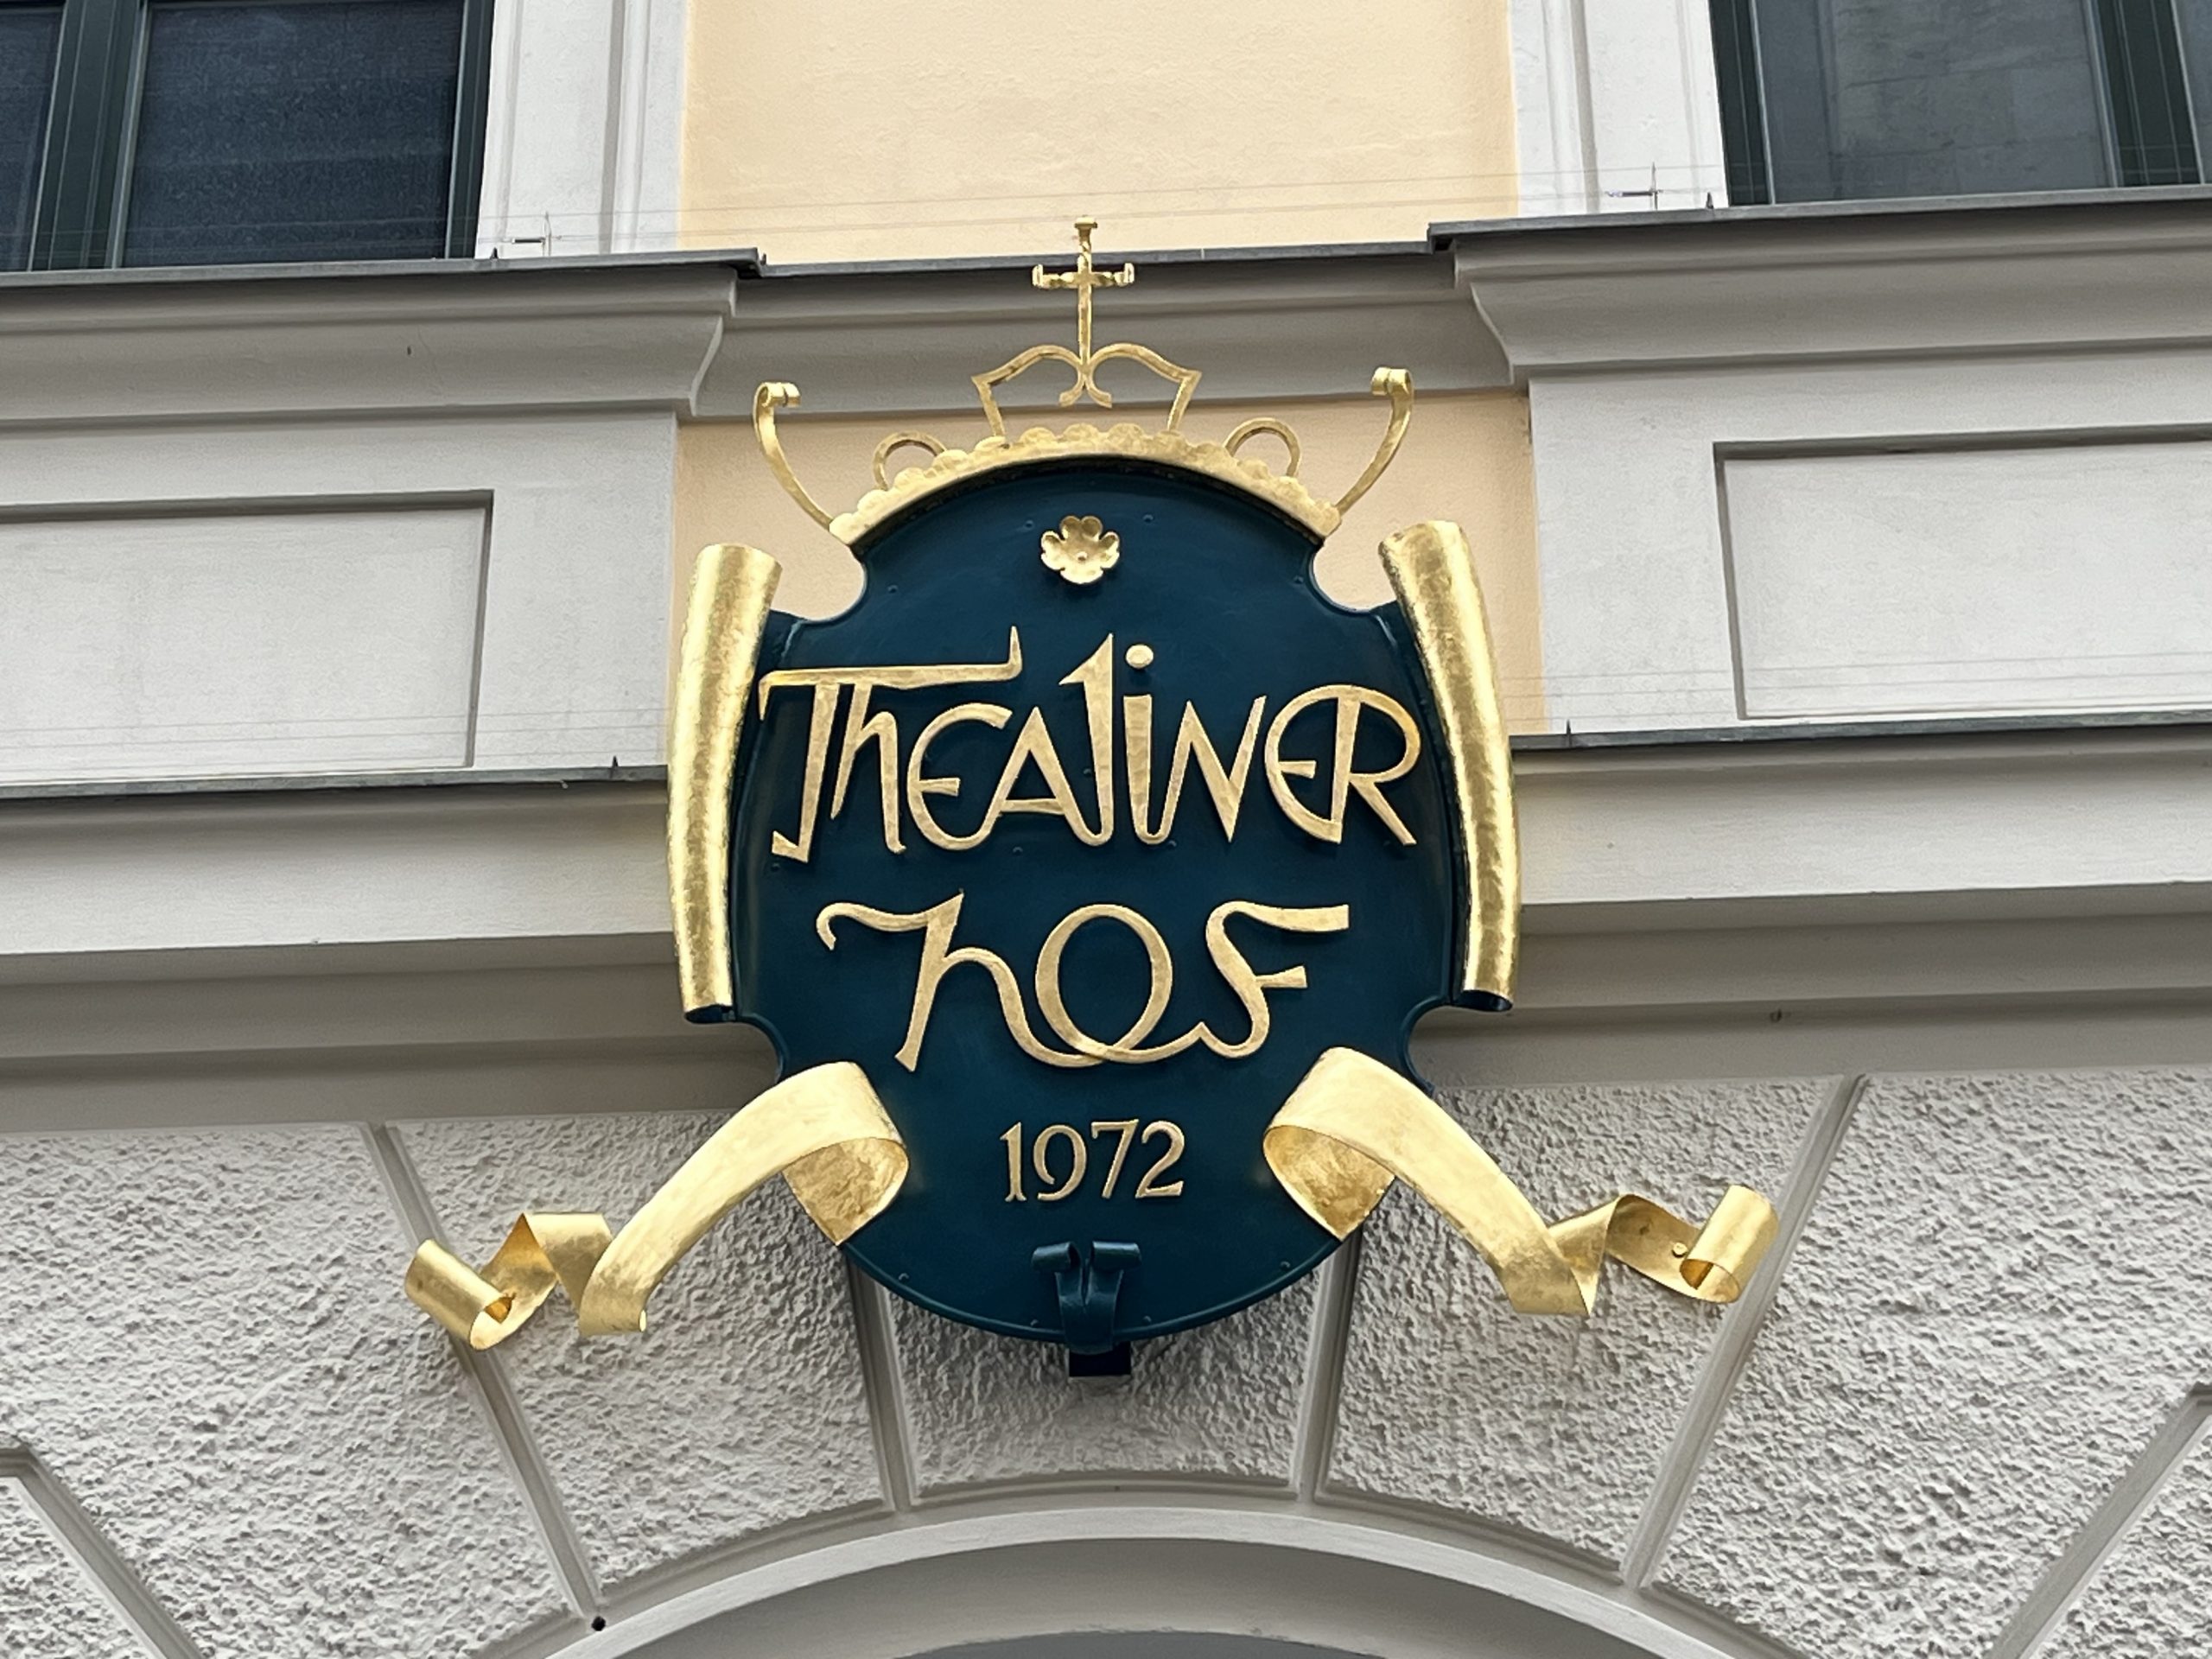 TheaTiner
Hof
1972